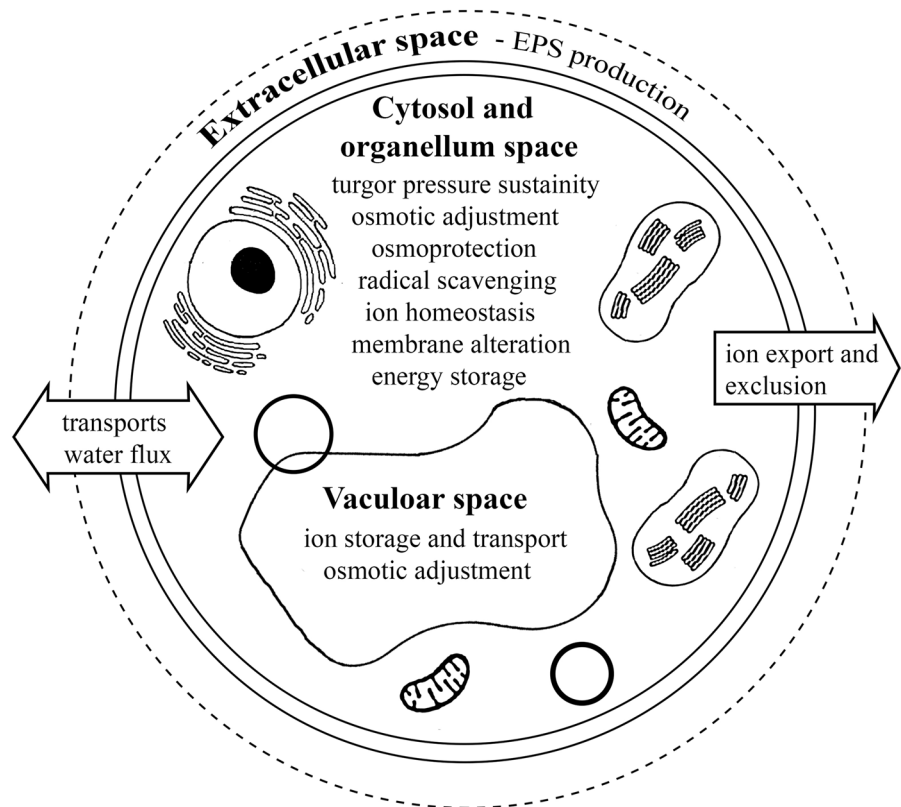 Extracellular space - EPS production
Cytosol and
organellum space
turgor pressure sustainity
osmotic adjustment
osmoprotection
radical scavenging
ion homeostasis
membrane alteration
energy storage
ion export and
exclusion
transports
water flux
Vaculoar space
ion storage and transport
osmotic adjustment